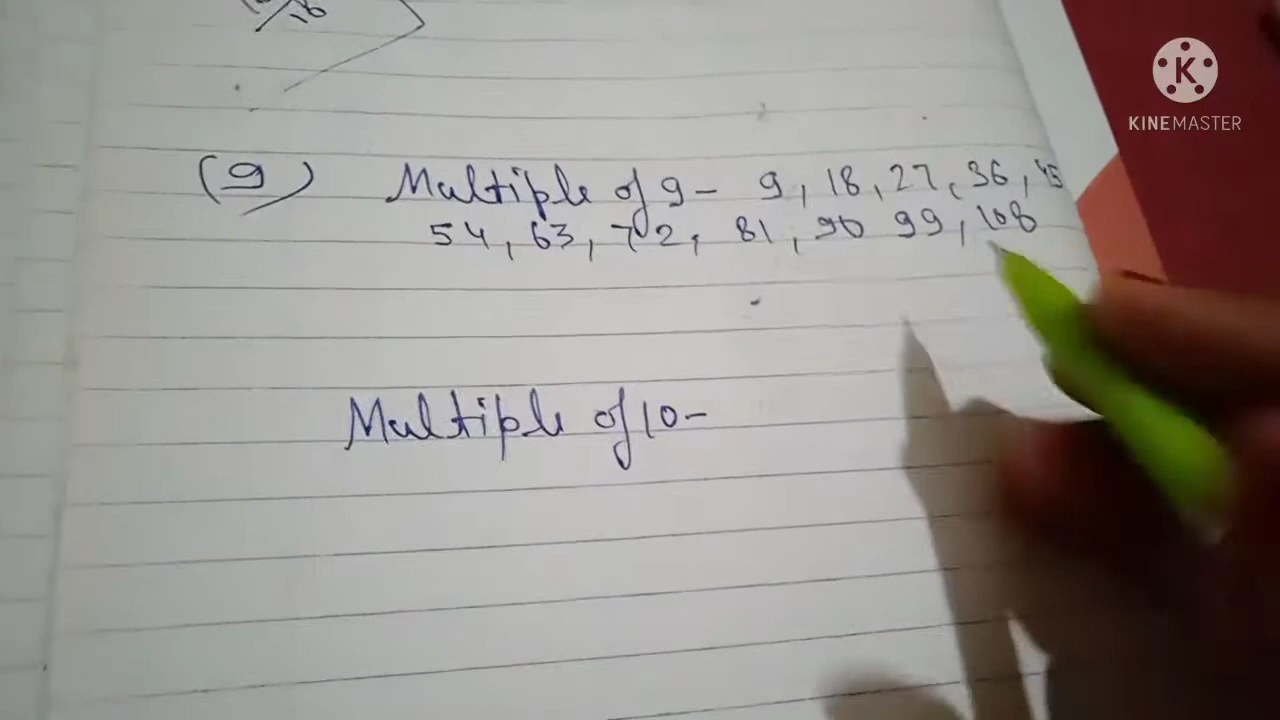 16
K
KINEMASTER
(9) Multiple of 9 - 9, 18, 27, 36, 45
54, 63, 72, 81, 90 99, 108
Multiple of 10 -